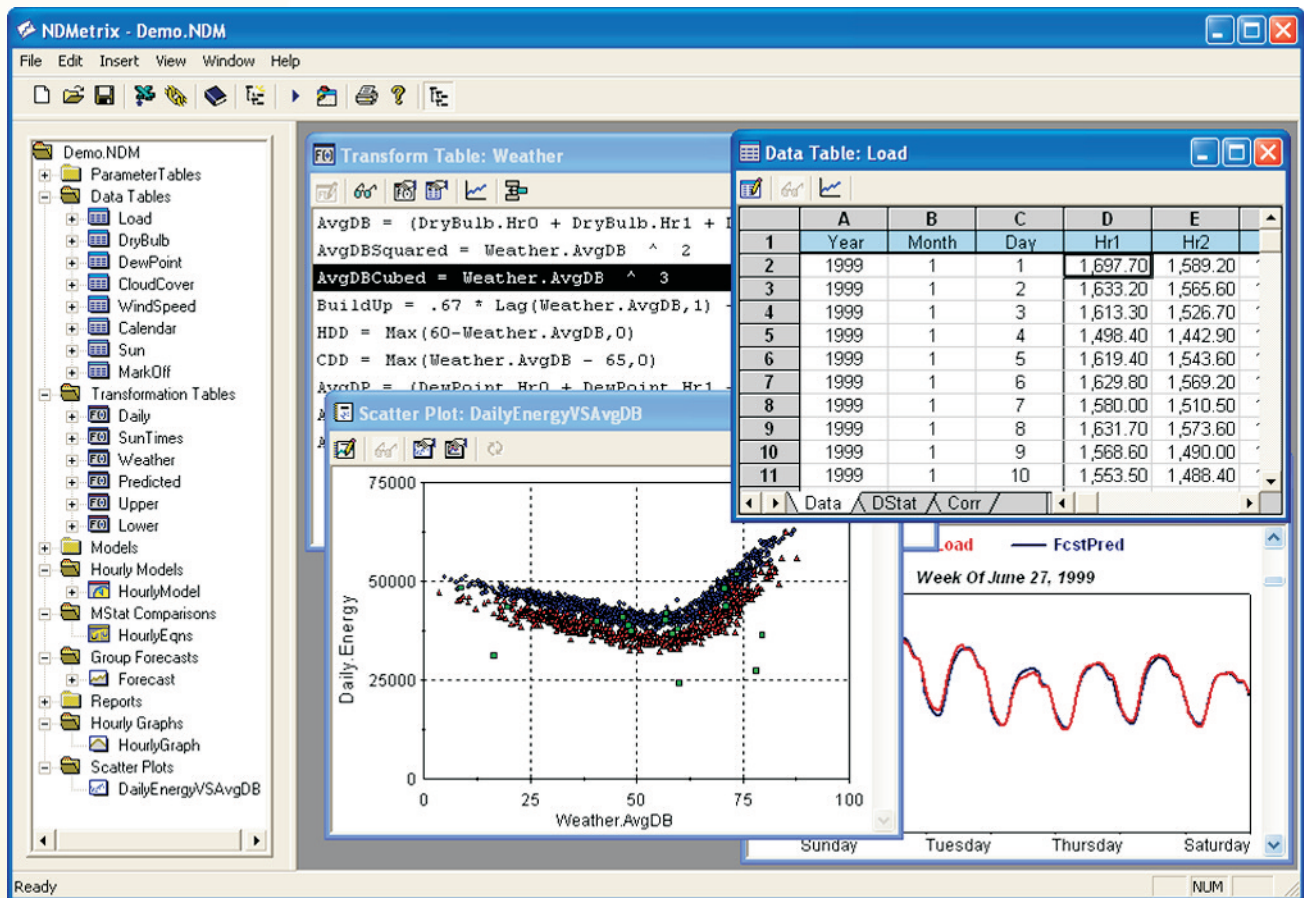 NDMetrix - Demo.NDM
File Edit Insert View Window Help
Demo.NDM
ParameterTables
Data Tables
Load
DryBulb
DewPoint
CloudCover
WindSpeed
Calendar
Sun
MarkOff
Transformation Tables
Daily
SunTimes
Weather
Predicted
Upper
Lower
Models
Hourly Models
HourlyModel
MStat Comparisons
HourlyEqns
Group Forecasts
Forecast
Reports
Hourly Graphs
HourlyGraph
Scatter Plots
DailyEnergyVSAvgDB
Transform Table: Weather
AvgDB = (DryBulb.Hr0 + DryBulb.Hr1 +
AvgDBSquared = Weather.AvgDB ^ 2
AvgDBCubed = Weather.AvgDB ^ 3
BuildUp = .67 * Lag(Weather.AvgDB,1)
HDD = Max(60-Weather.AvgDB,0)
CDD = Max(Weather.AvgDB - 65,0)
AvgDP = (DewPoint.Hr0 + DewPoint.Hr1
Data Table: Load
A B C D E
1 Year Month Day Hr1 Hr2
2 1999 1 1 1,697.70 1,589.20
3 1999 1 2 1,633.20 1,565.60
4 1999 1 3 1,613.30 1,526.70
5 1999 1 4 1,498.40 1,442.90
6 1999 1 5 1,619.40 1,543.60
7 1999 1 6 1,629.80 1,569.20
8 1999 1 7 1,580.00 1,510.50
9 1999 1 8 1,631.70 1,573.60
10 1999 1 9 1,568.60 1,490.00
11 1999 1 10 1,553.50 1,488.40
Data DStat Corr
Scatter Plot: DailyEnergyVSAvgDB
75000
50000
25000
0
Daily.Energy
0 25 50 75 100
Weather.AvgDB
Load FcstPred
Week Of June 27, 1999
Sunday Tuesday Thursday Saturday
Ready
NUM